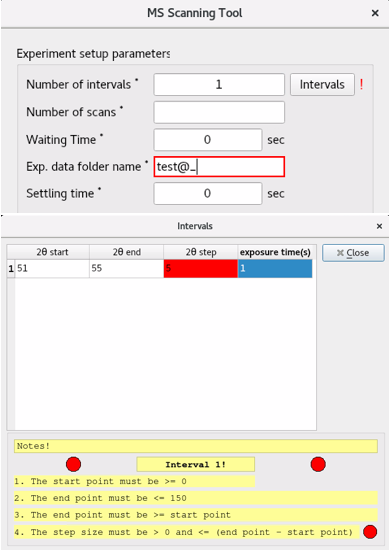 MS Scanning Tool ×
Experiment setup parameters
Number of intervals * 1 Intervals !
Number of scans *
Waiting Time * 0 sec
Exp. data folder name * test@_
Settling time * 0 sec
Intervals ×
2θ start 2θ end 2θ step exposure time(s)
1 51 55 5 1
Close
Notes!
Interval 1!
1. The start point must be >= 0
2. The end point must be <= 150
3. The end point must be >= start point
4. The step size must be > 0 and <= (end point - start point)